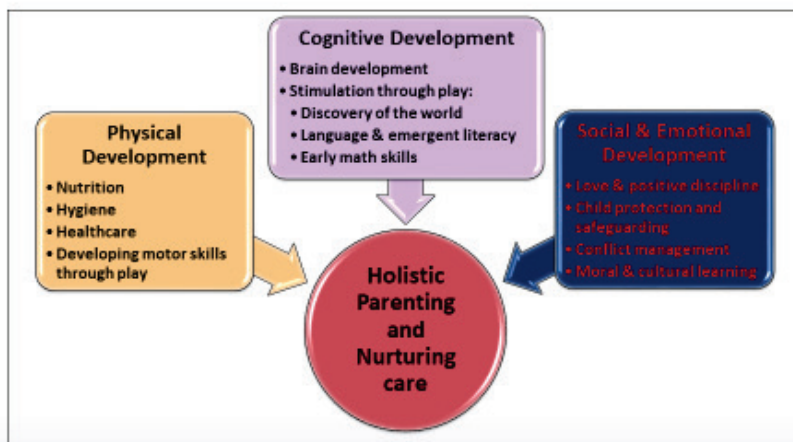 Cognitive Development
• Brain development
• Stimulation through play:
• Discovery of the world
• Language & emergent literacy
• Early math skills
Physical
Development
• Nutrition
• Hygiene
• Healthcare
• Developing motor skills
through play
Social & Emotional
Development
• Love & positive discipline
• Child protection and
safeguarding
• Conflict management
• Moral & cultural learning
Holistic
Parenting
and
Nurturing
care